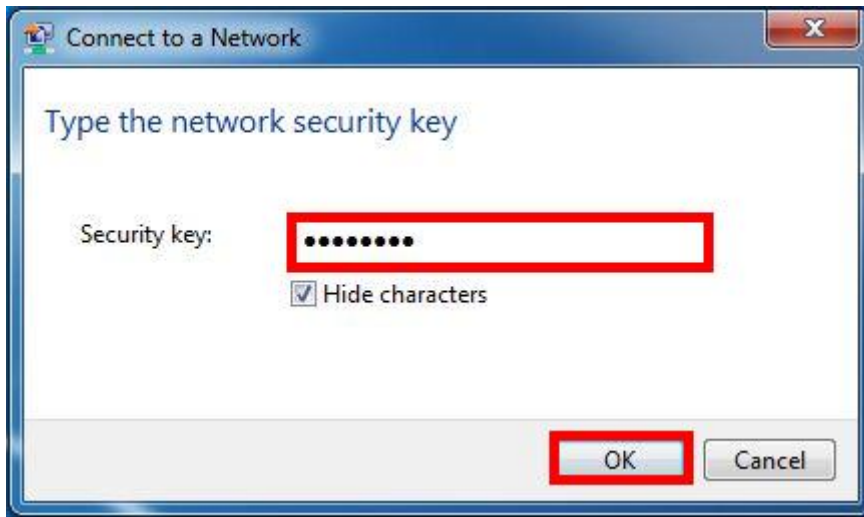 Connect to a Network
Type the network security key
Security key: ••••••••
Hide characters
OK Cancel